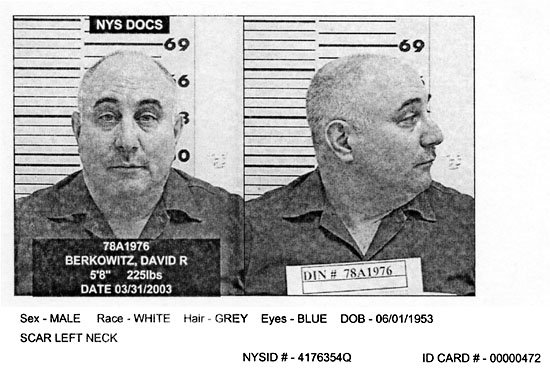 NYS DOCS
69
6
3
0
69
78A1976
BERKOWITZ, DAVID R
5'8" 225lbs
DATE 03/31/2003
DIN # 78A1976
Sex - MALE Race - WHITE Hair - GREY Eyes - BLUE DOB - 06/01/1953
SCAR LEFT NECK
NYSID # - 4176354Q ID CARD # - 00000472